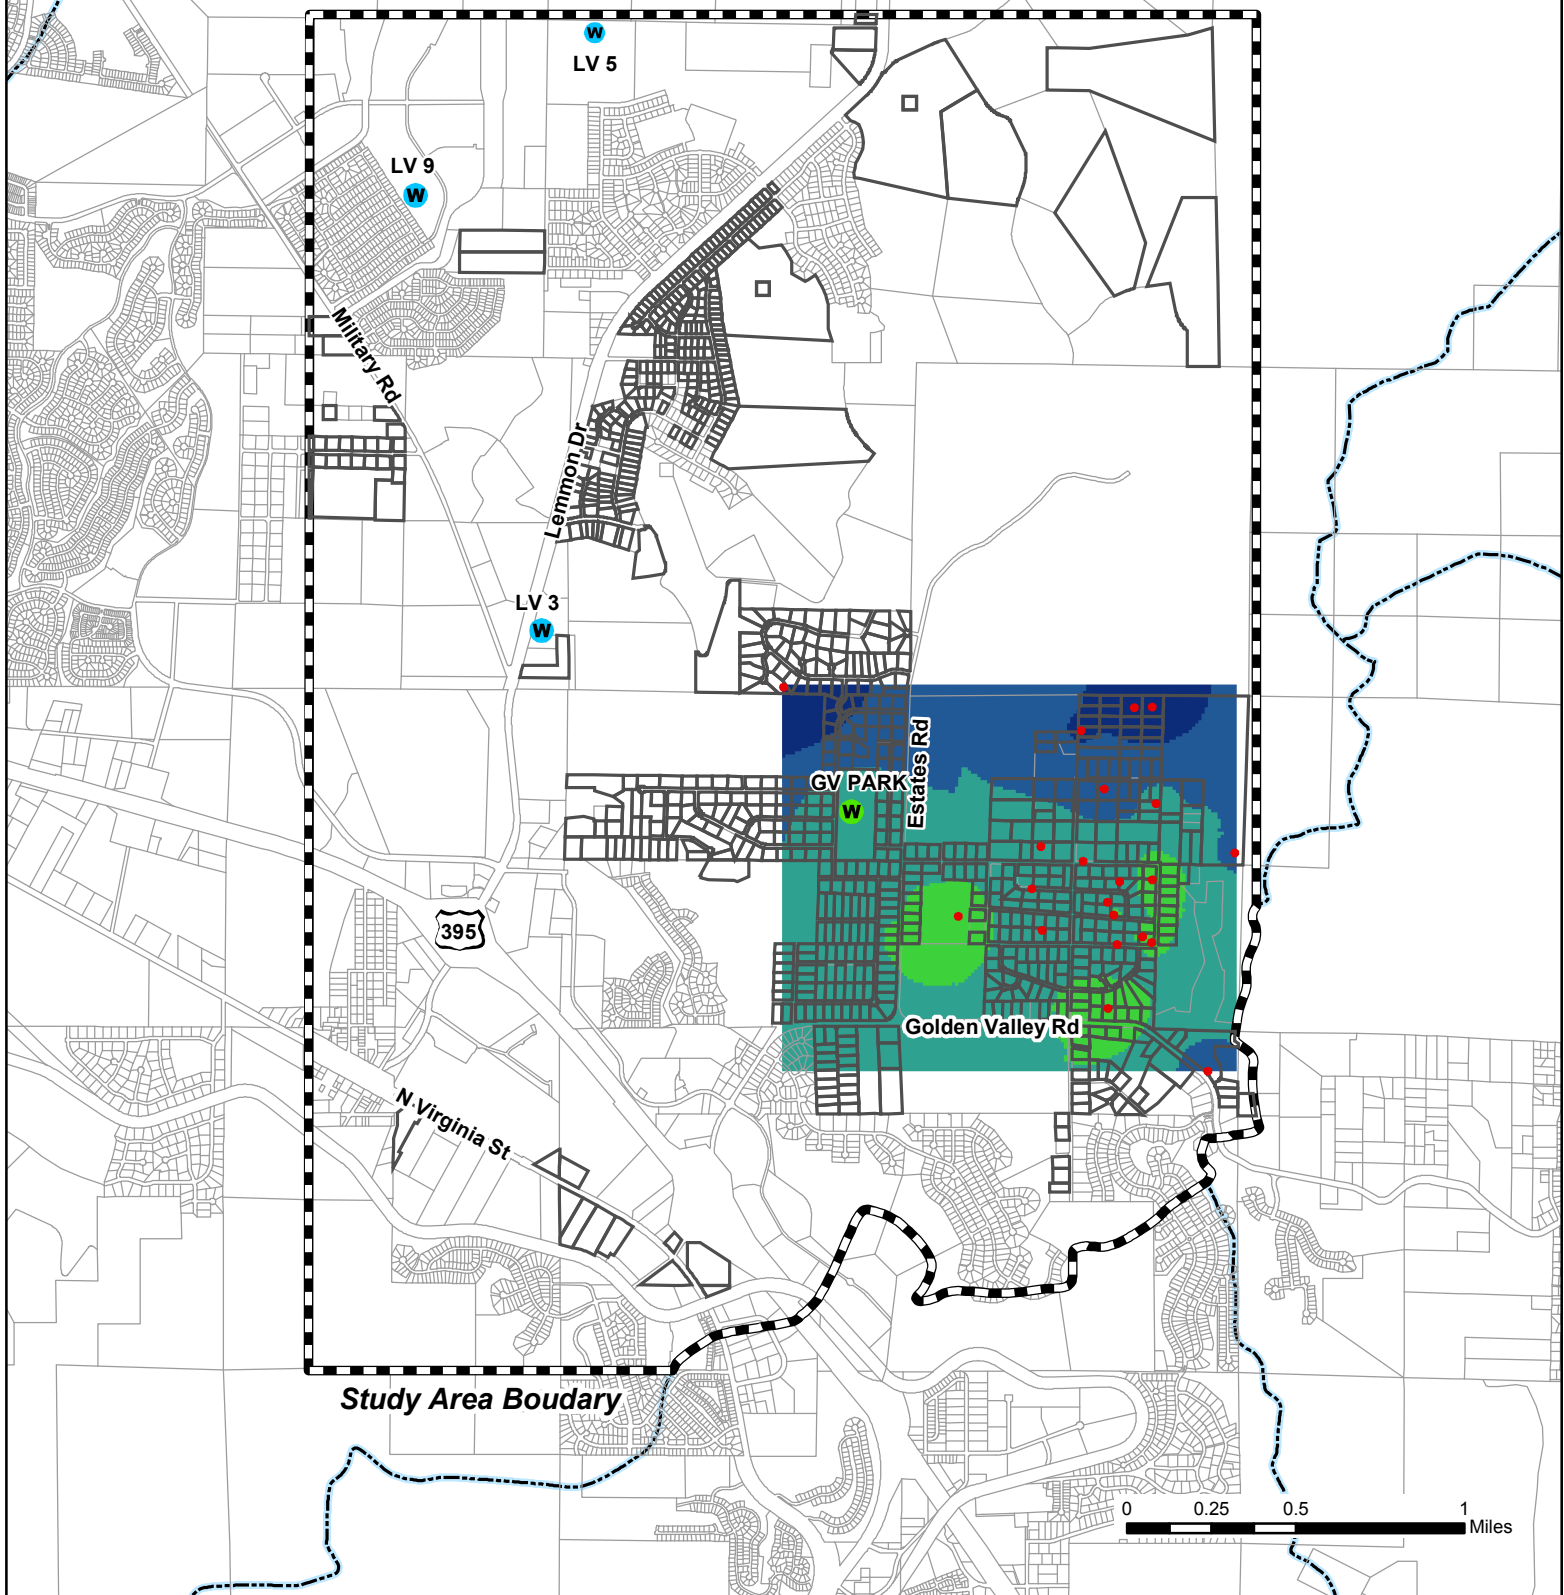 W
LV 5
LV 9
W
Military Rd
Lemmon Dr
LV 3
W
Estates Rd
GV PARK
W
395
Golden Valley Rd
N Virginia St
Study Area Boudary
0 0.25 0.5 1
Miles